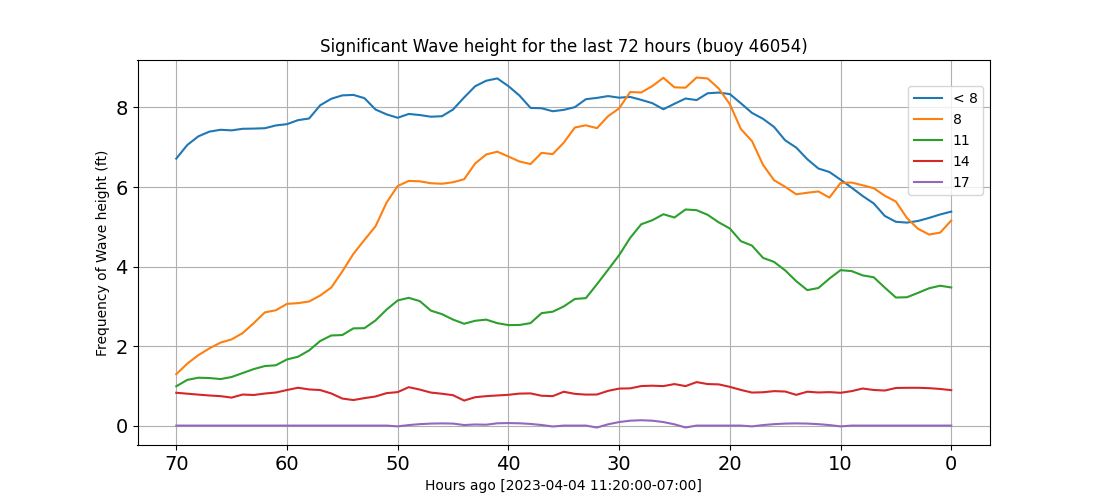 Significant Wave height for the last 72 hours (buoy 46054)
Frequency of Wave height (ft)
8
6
4
2
0
< 8
8
11
14
17
70 60 50 40 30 20 10 0
Hours ago [2023-04-04 11:20:00-07:00]